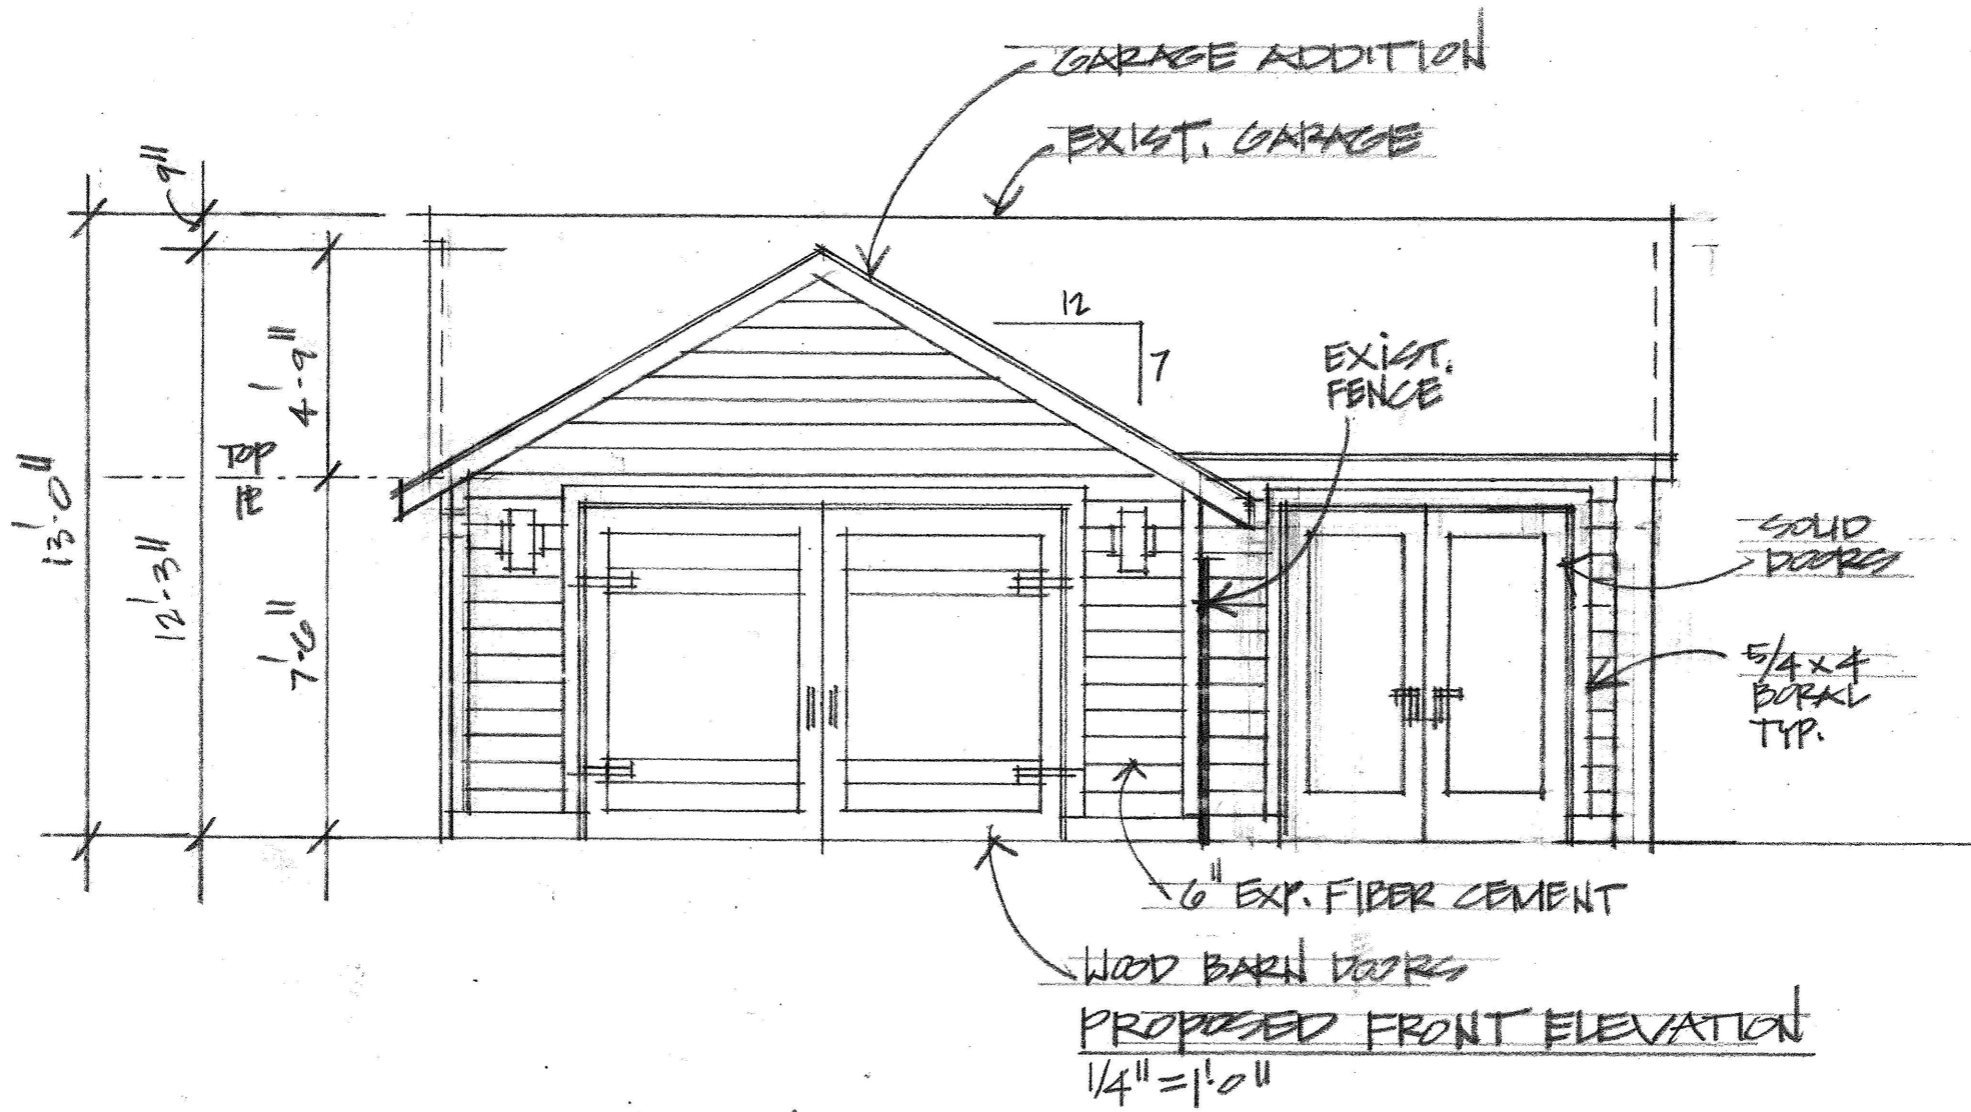 GARAGE ADDITION
EXIST. GARAGE
9"
12
7
4'-9"
EXIST.
FENCE
TOP
PL
13'-0"
12'-3"
7'-6"
SOLID
DOORS
5/4 x 4
BORAL
TYP.
6" EXP. FIBER CEMENT
WOOD BARN DOORS
PROPOSED FRONT ELEVATION
1/4" = 1'-0"